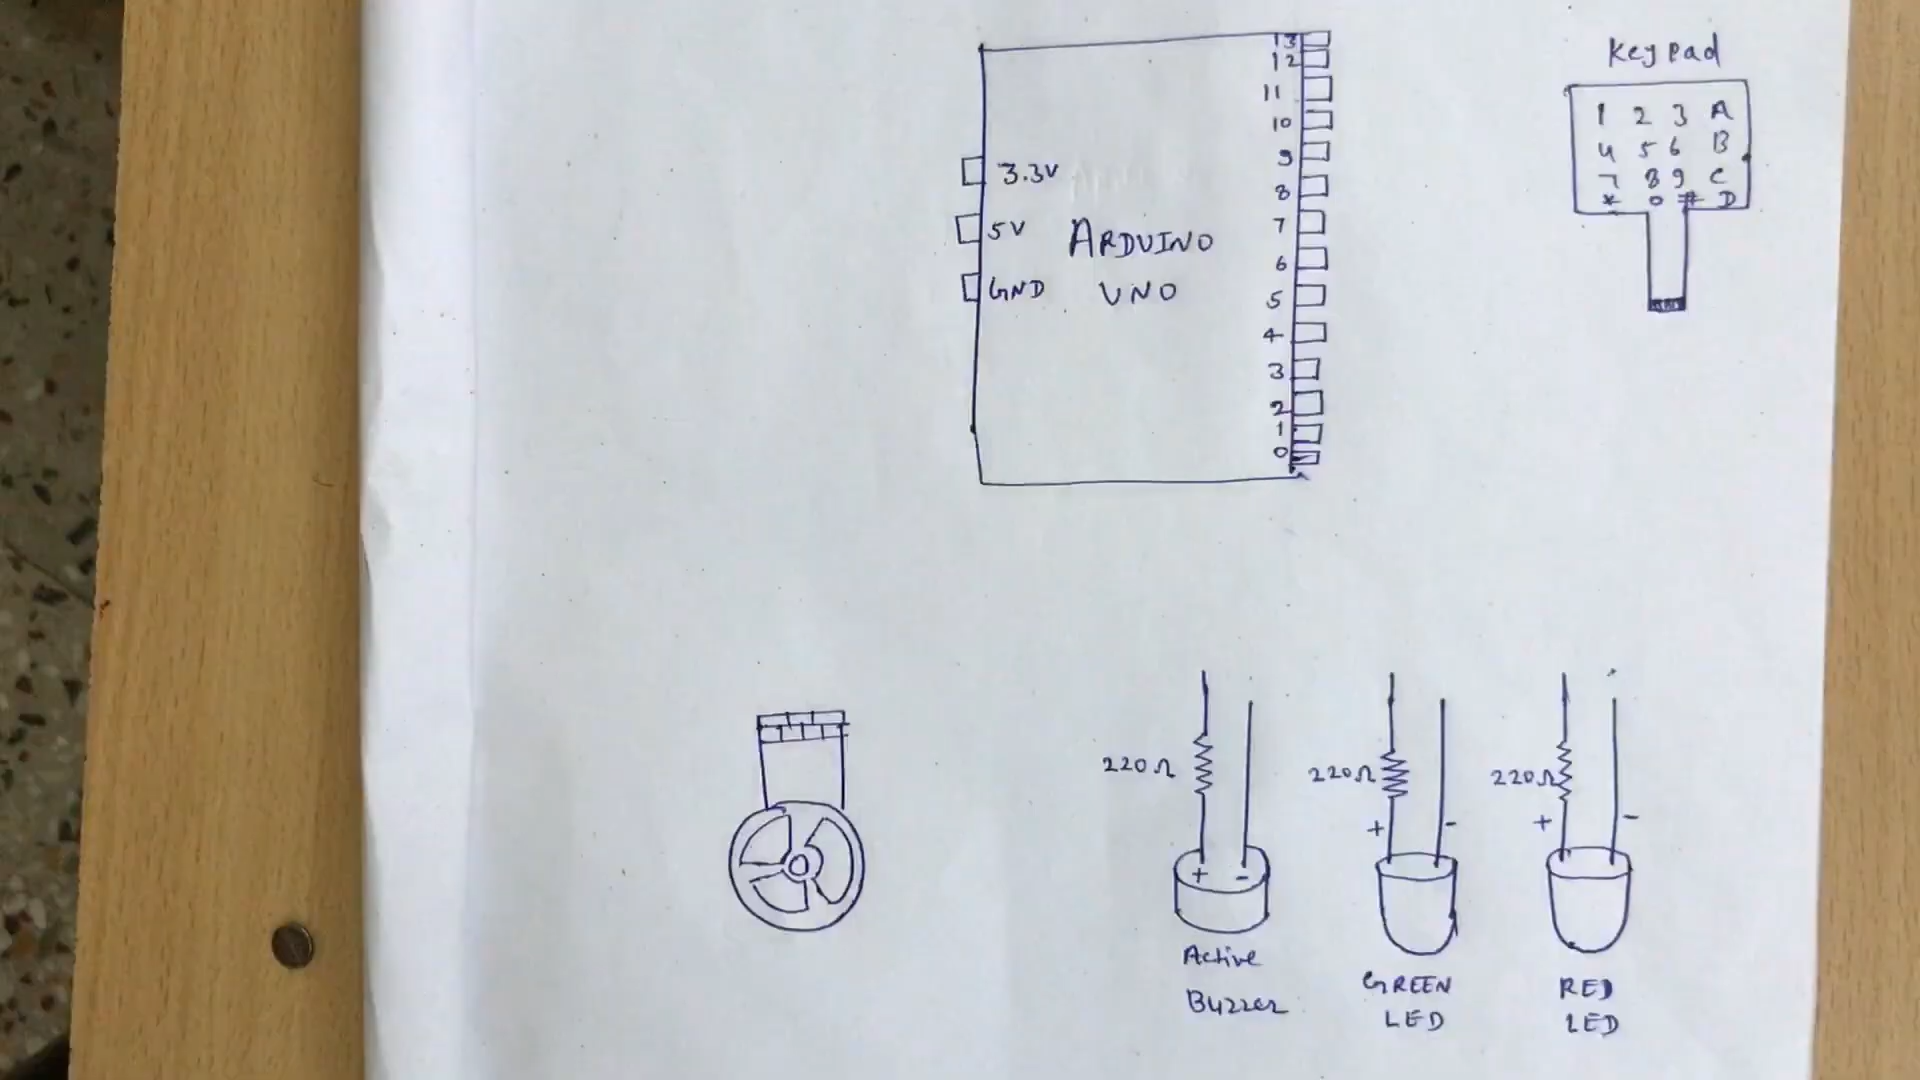 13
12
11
10
9
8
7
6
5
4
3
2
1
0
3.3V
5V
GND
ARDUINO
UNO
Keypad
1 2 3 A
4 5 6 B
7 8 9 C
* 0 # D
220Ω
+ -
Active
Buzzer
220Ω
+ -
GREEN
LED
220Ω
+ -
RED
LED